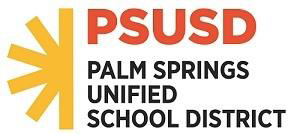 PSUSD
PALM SPRINGS
UNIFIED
SCHOOL DISTRICT